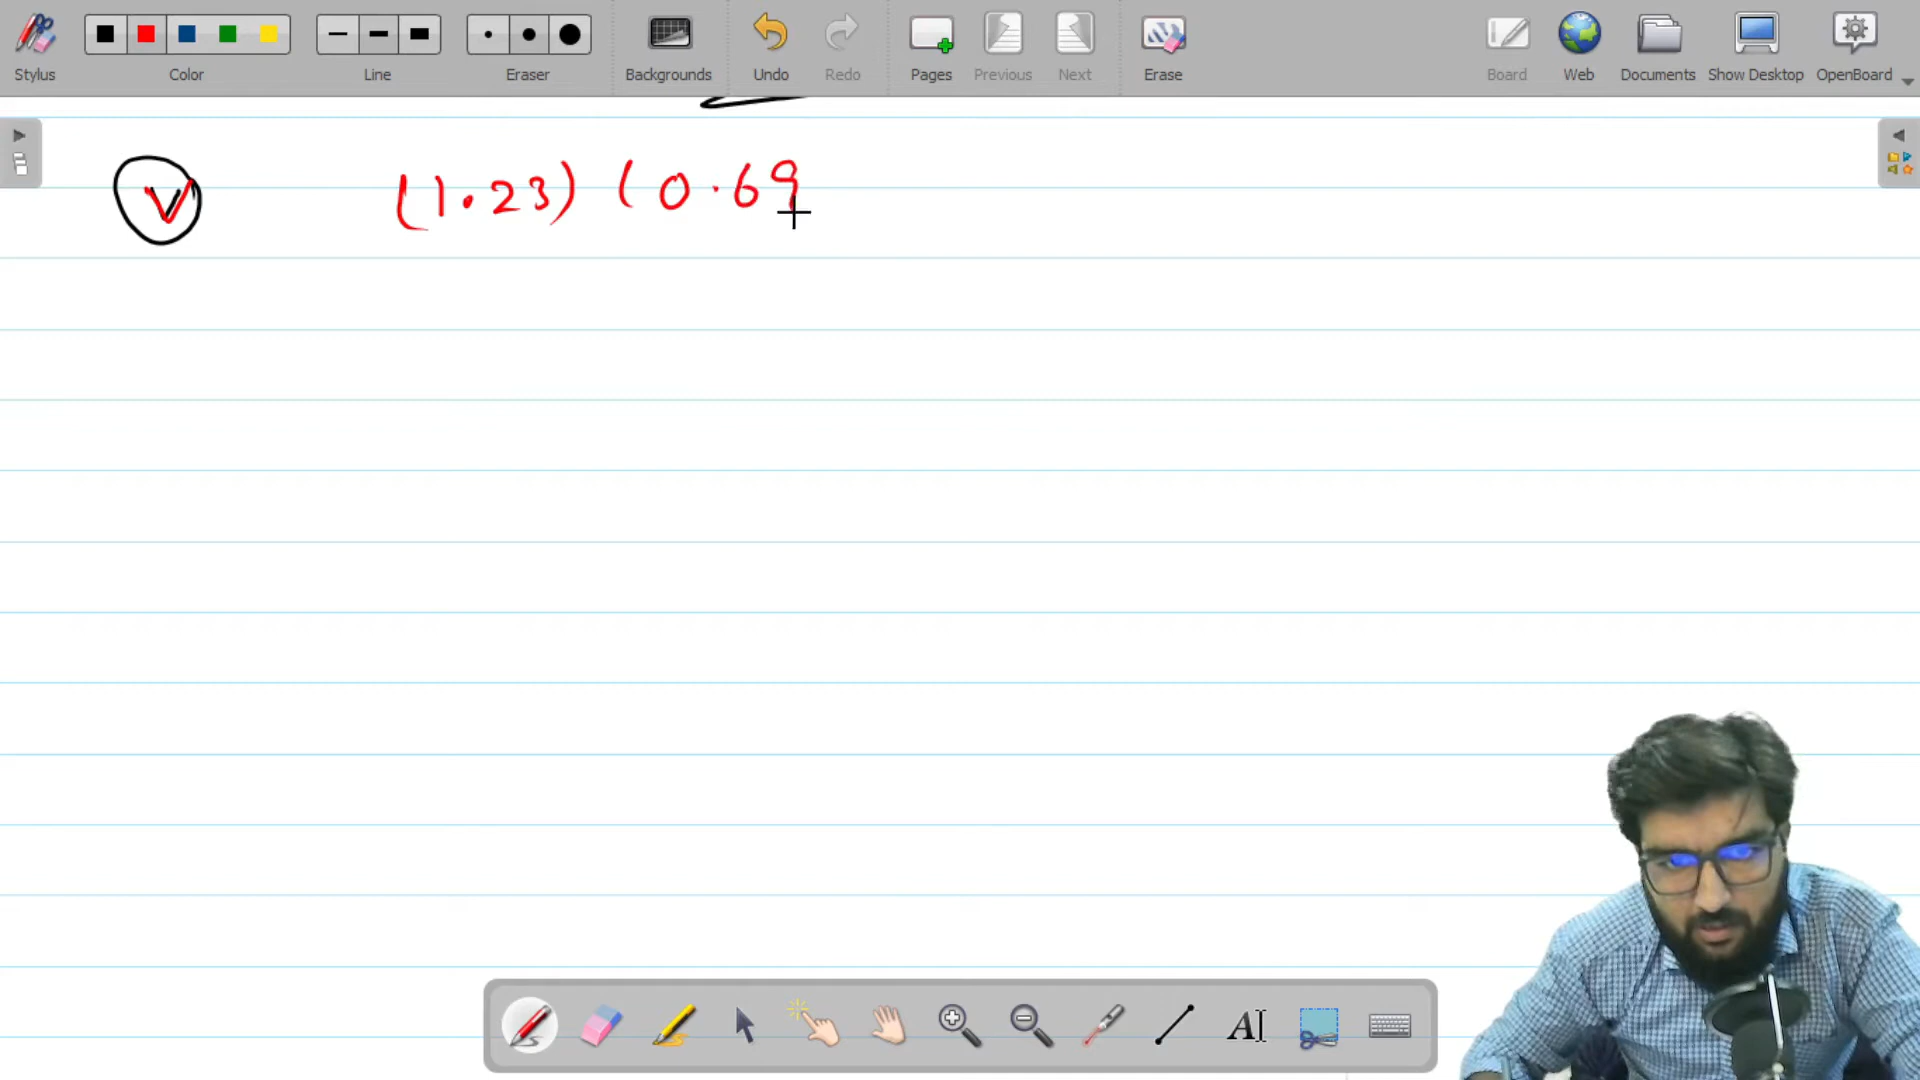 Stylus Color Line Eraser Backgrounds Undo Redo Pages Previous Next Erase Board Web Documents Show Desktop OpenBoard
V (1.23) (0.69
A